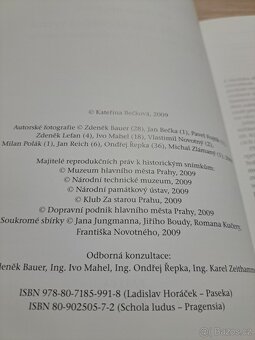 © Kateřina Bečková, 2009
Autorské fotografie © Zdeněk Bauer (28), Jan Bečka (1), Pavel
Zdeněk Lefan (4), Ivo Mahel (18), Vlastimil Novotný (2),
Milan Polák (1), Jan Reich (6), Ondřej Řepka (36), Michal Zlámaný
Majitelé reprodukčních práv k historickým snímkům:
© Muzeum hlavního města Prahy, 2009
© Národní technické muzeum, 2009
© Národní památkový ústav, 2009
© Klub Za starou Prahu, 2009
© Dopravní podnik hlavního města Prahy, 2009
Soukromé sbírky © Jana Jungmanna, Jiřího Boudy, Romana Kučery,
Františka Novotného, 2009
Odborná konzultace:
Zdeněk Bauer, Ing. Ivo Mahel, Ing. Ondřej Řepka, Ing. Karel
ISBN 978-80-7185-991-8 (Ladislav Horáček - Paseka)
ISBN 80-902505-7-2 (Schola ludus - Pragensia)